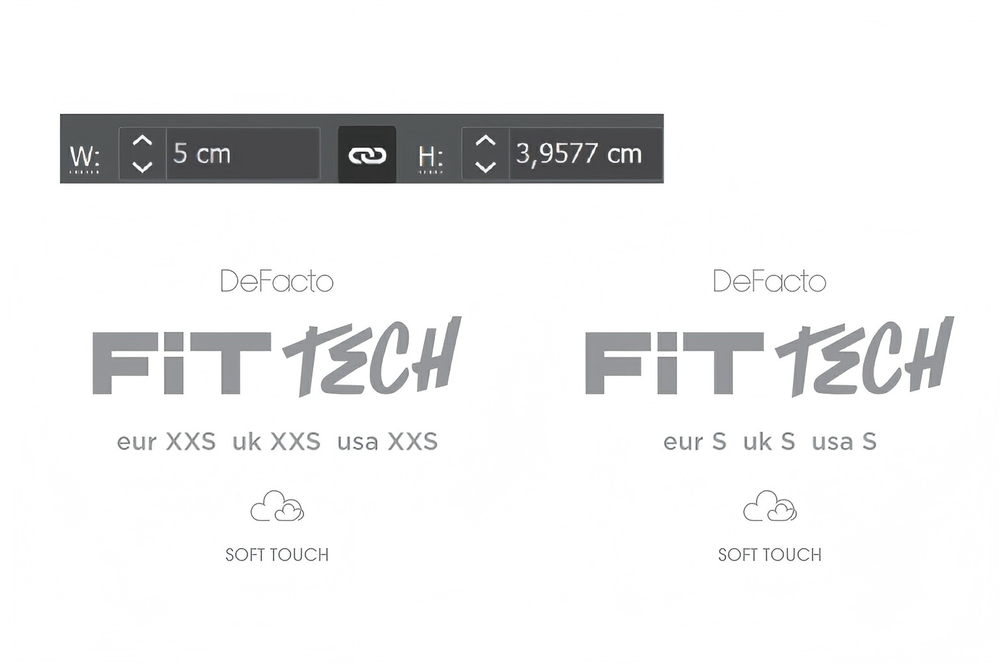 W: 5 cm H: 3,9577 cm
DeFacto
FiT TECH
eur XXS uk XXS usa XXS
SOFT TOUCH
DeFacto
FiT TECH
eur S uk S usa S
SOFT TOUCH